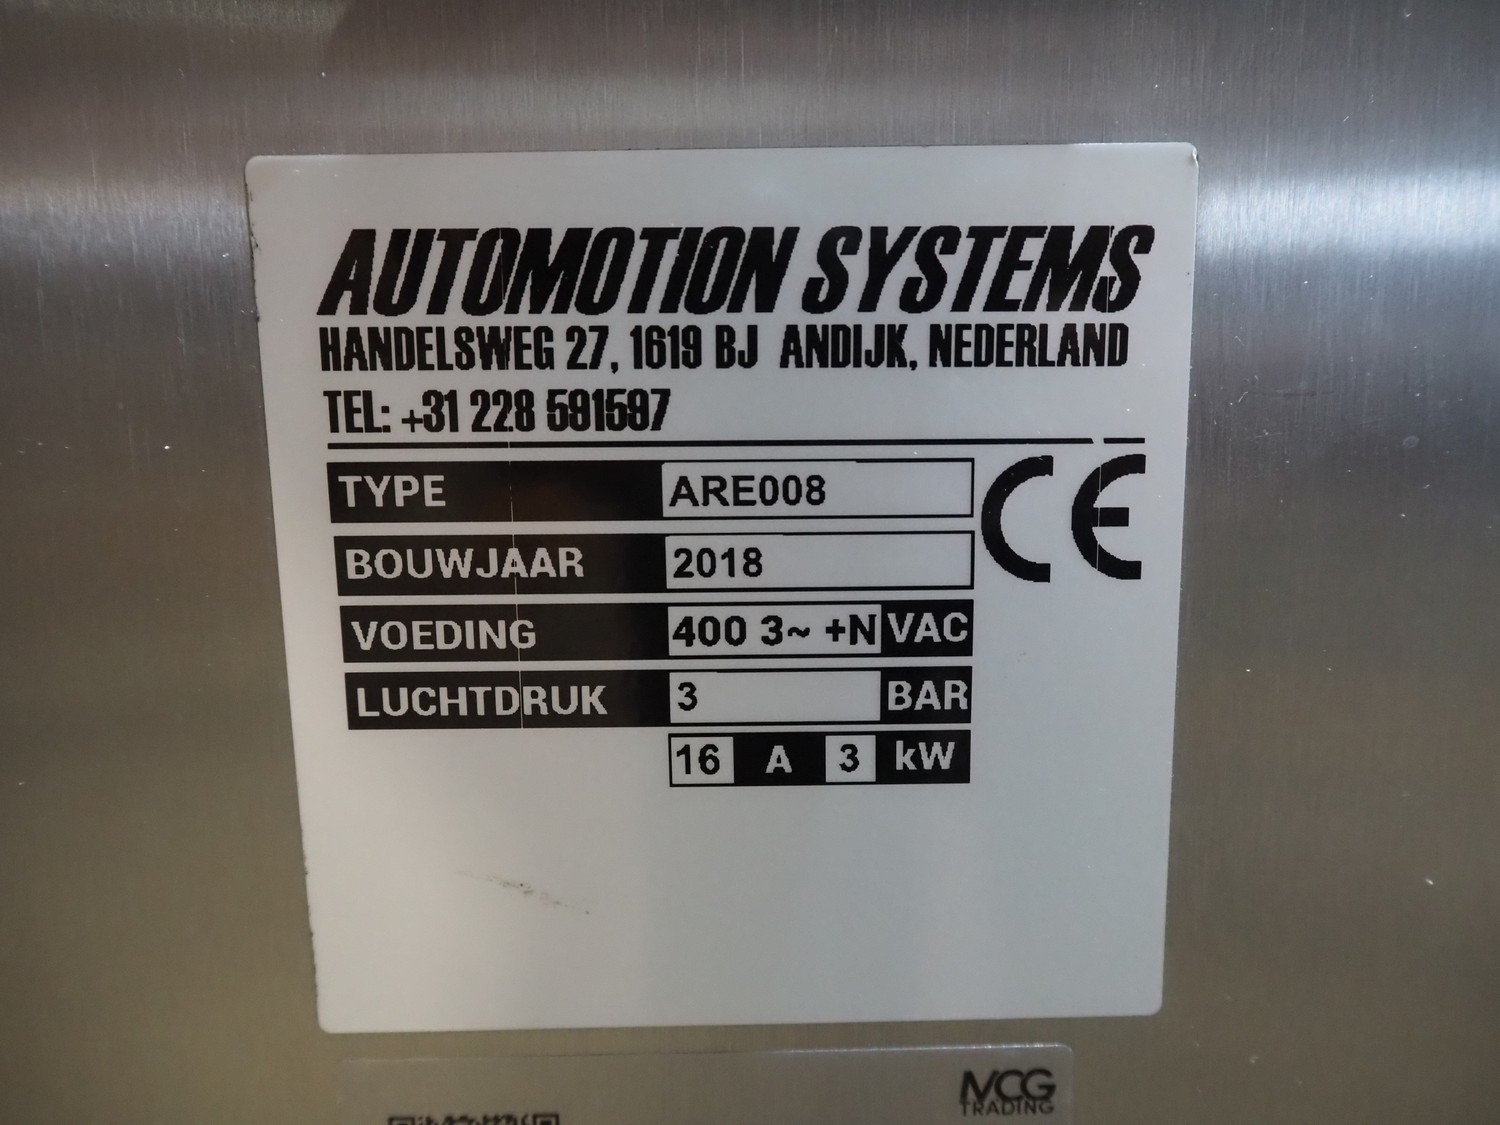 AUTOMOTION SYSTEMS
HANDELSWEG 27, 1619 BJ ANDIJK, NEDERLAND
TEL: +31 228 591597
TYPE ARE008
CE
BOUWJAAR 2018
VOEDING 400 3~ +N VAC
LUCHTDRUK 3 BAR
16 A 3 kW
MCG
TRADING